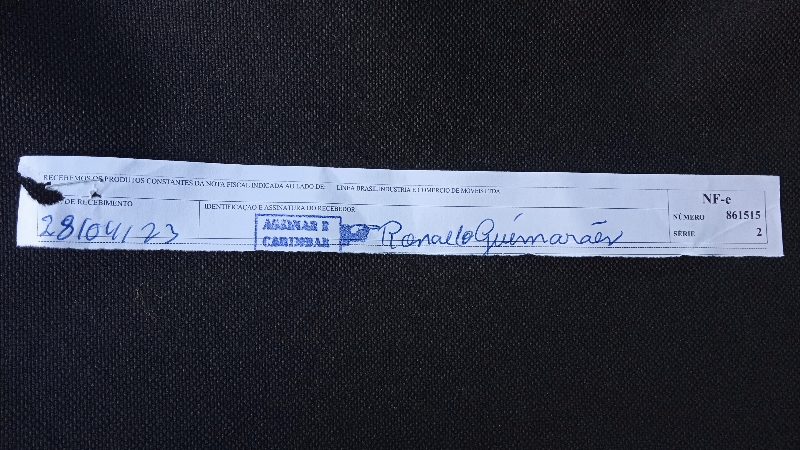 RECEBEMOS OS PRODUTOS CONSTANTES DA NOTA FISCAL INDICADA AO LADO DE: LINEA BRASIL INDUSTRIA E COMERCIO DE MOVEIS LTDA
DE RECEBIMENTO
IDENTIFICAÇÃO E ASSINATURA DO RECEBEDOR
28/04/23
ASSINAR E
CARIMBAR
Ronaldo Guimarães
NF-e
NÚMERO 861515
SÉRIE 2